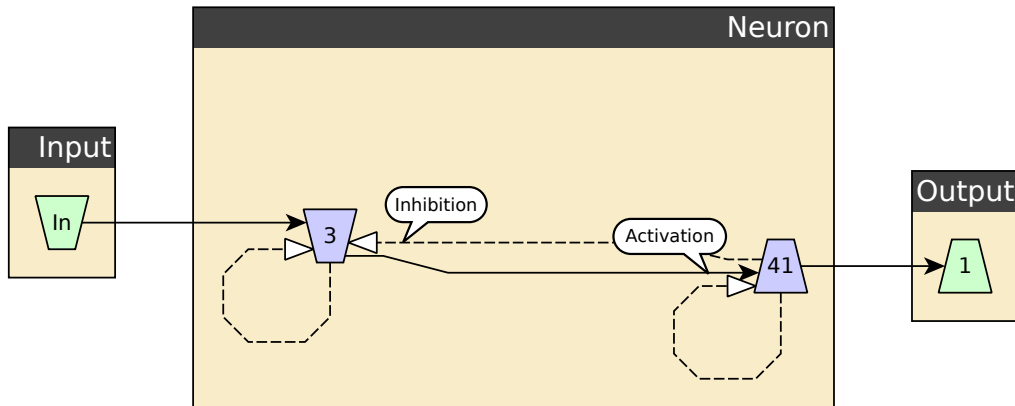 Neuron
Input
In
Inhibition
3
Activation
41
Output
1